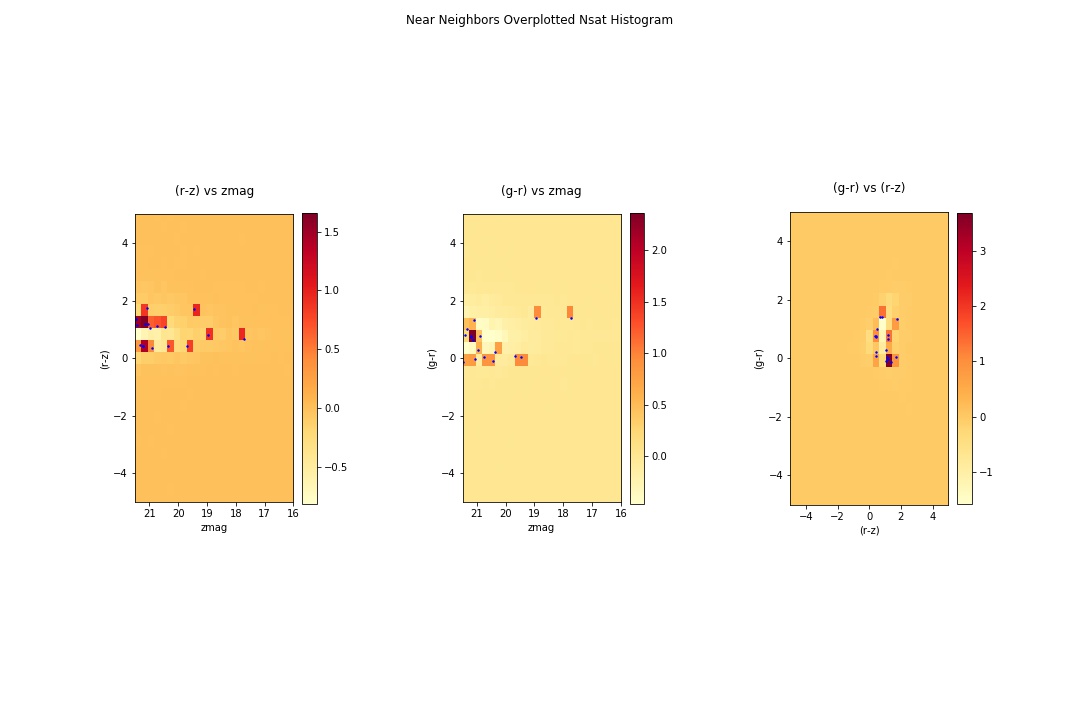 Near Neighbors Overplotted Nsat Histogram
(r-z) vs zmag
4
2
0
−2
−4
(r-z)
21 20 19 18 17 16
zmag
1.5
1.0
0.5
0.0
−0.5
(g-r) vs zmag
4
2
0
−2
−4
(g-r)
21 20 19 18 17 16
zmag
2.0
1.5
1.0
0.5
0.0
(g-r) vs (r-z)
4
2
0
−2
−4
(g-r)
−4 −2 0 2 4
(r-z)
3
2
1
0
−1